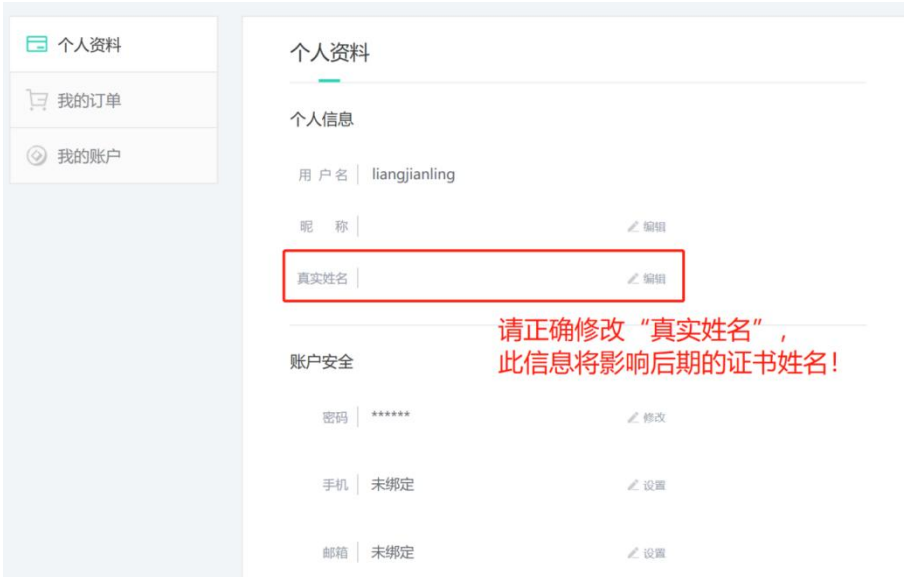 个人资料
我的订单
我的账户
个人资料
个人信息
用户名 liangjianling
昵 称 编辑
真实姓名 编辑
请正确修改“真实姓名”，
此信息将影响后期的证书姓名！
账户安全
密码 ****** 修改
手机 未绑定 设置
邮箱 未绑定 设置